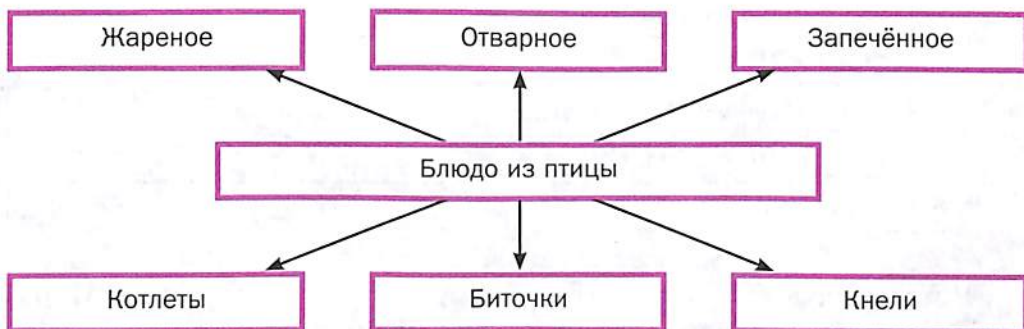 Жареное
Отварное
Запечённое
Блюдо из птицы
Котлеты
Биточки
Кнели